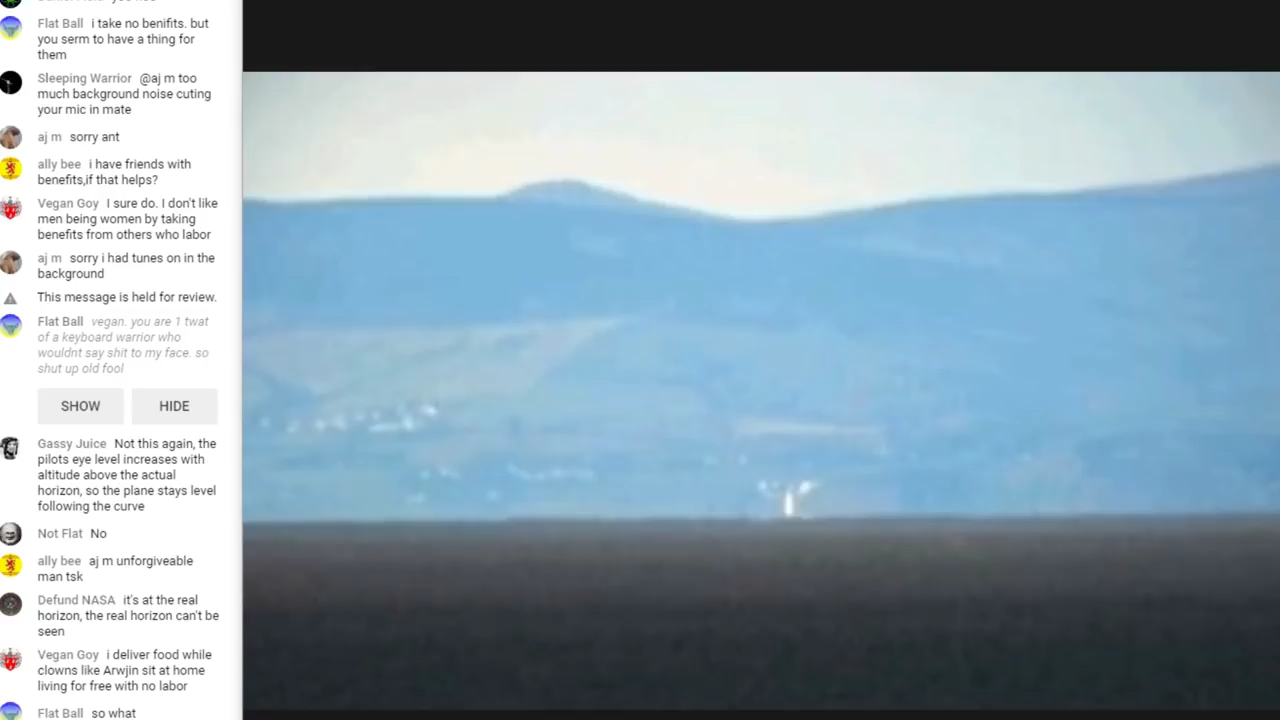 Flat Ball i take no benifits. but
you serm to have a thing for
them
Sleeping Warrior @aj m too
much background noise cuting
your mic in mate
aj m sorry ant
ally bee i have friends with
benefits,if that helps?
Vegan Goy I sure do. I don't like
men being women by taking
benefits from others who labor
aj m sorry i had tunes on in the
background
This message is held for review.
Flat Ball vegan. you are 1 twat
of a keyboard warrior who
wouldnt say shit to my face. so
shut up old fool
SHOW HIDE
Gassy Juice Not this again, the
pilots eye level increases with
altitude above the actual
horizon, so the plane stays level
following the curve
Not Flat No
ally bee aj m unforgiveable
man tsk
Defund NASA it's at the real
horizon, the real horizon can't be
seen
Vegan Goy i deliver food while
clowns like Arwjin sit at home
living for free with no labor
Flat Ball so what